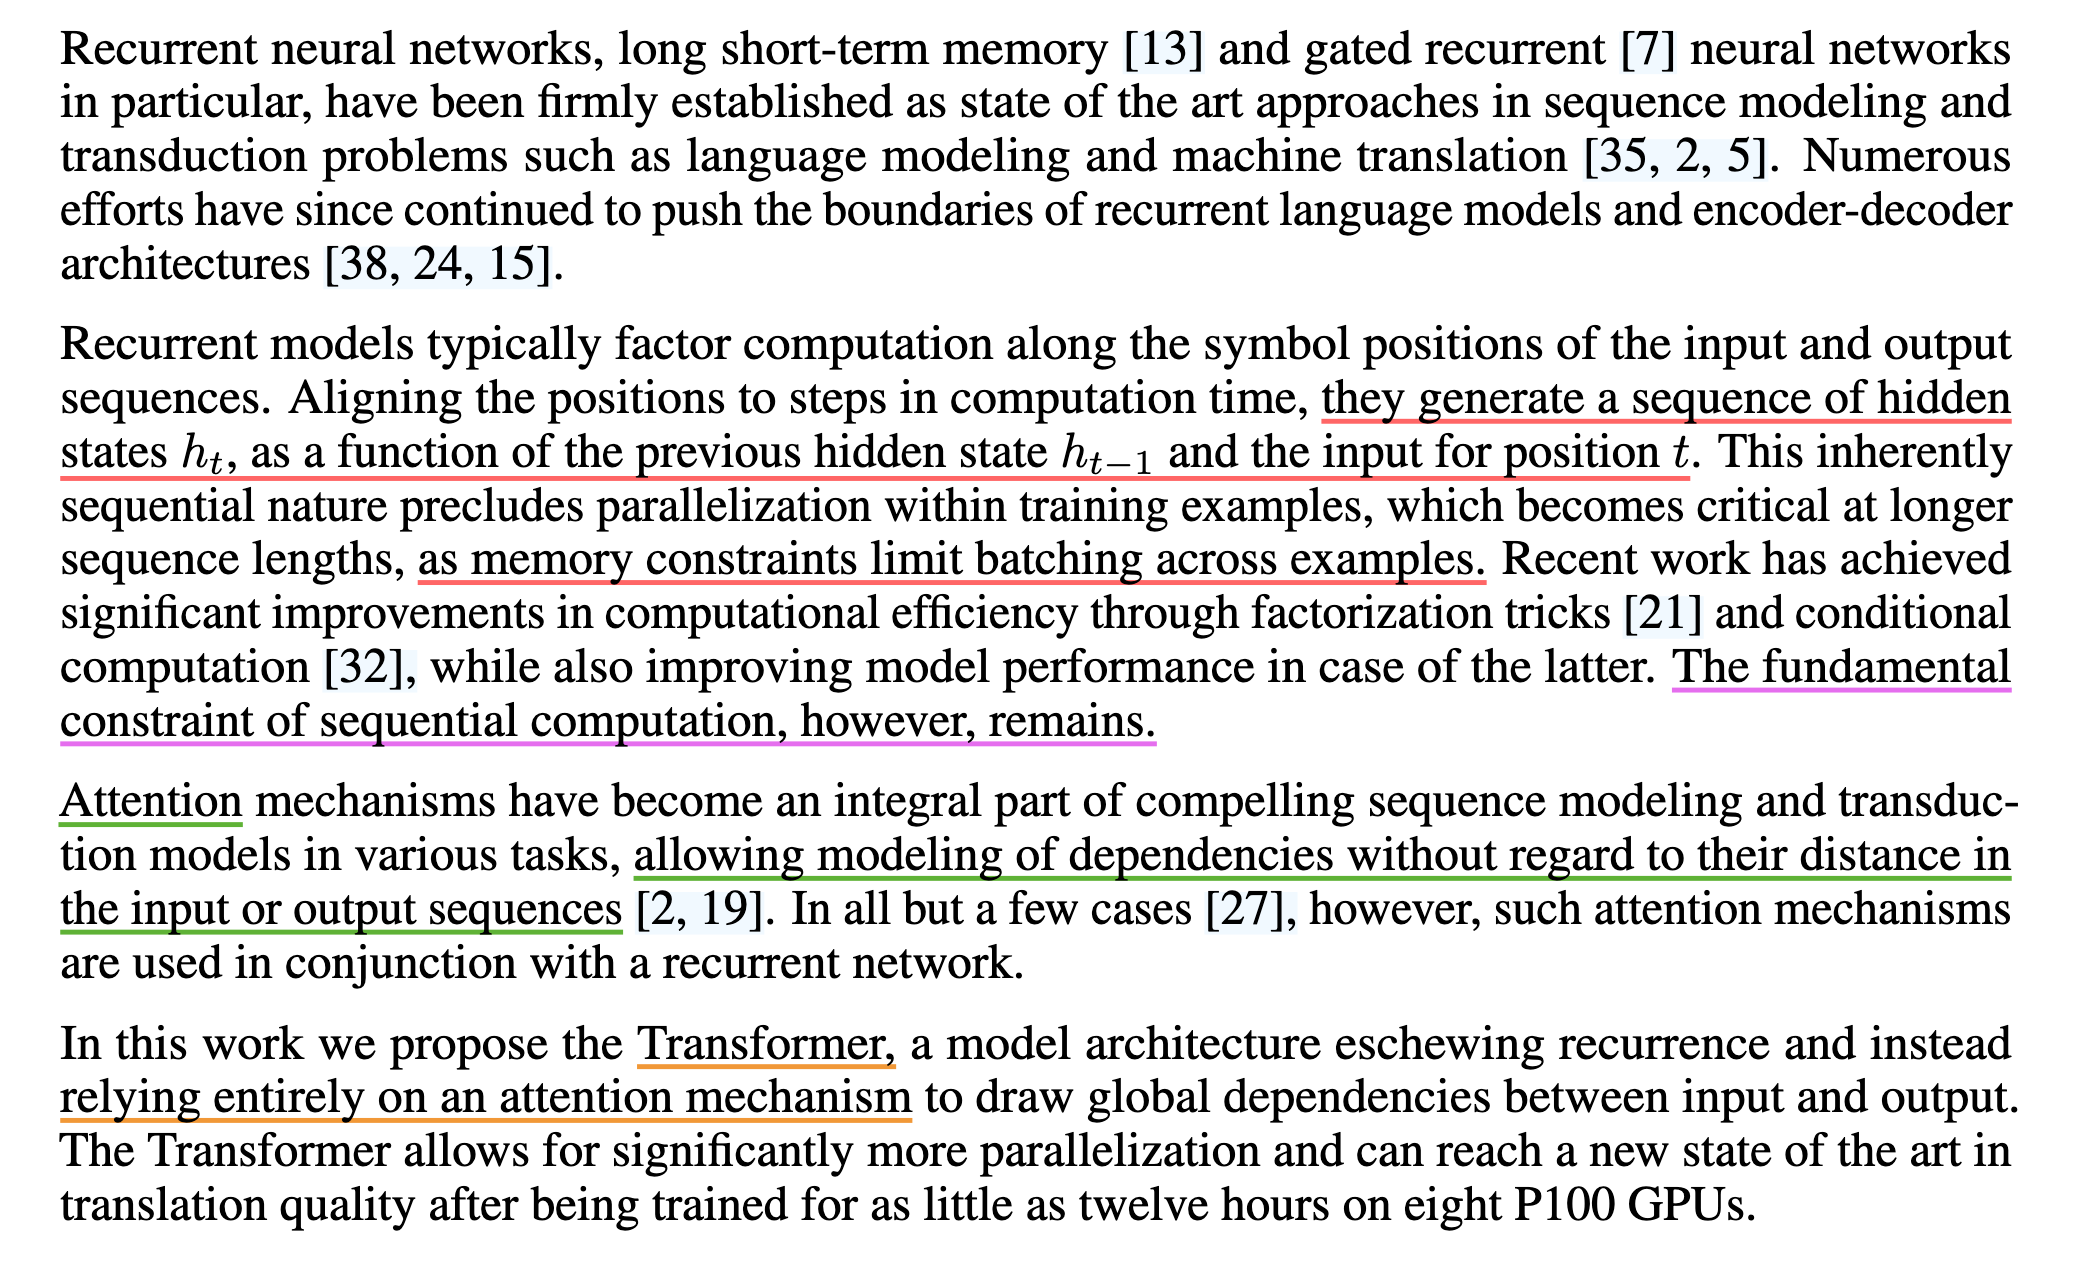 Recurrent neural networks, long short-term memory [13] and gated recurrent [7] neural networks
in particular, have been firmly established as state of the art approaches in sequence modeling and
transduction problems such as language modeling and machine translation [35, 2, 5]. Numerous
efforts have since continued to push the boundaries of recurrent language models and encoder-decoder
architectures [38, 24, 15].
Recurrent models typically factor computation along the symbol positions of the input and output
sequences. Aligning the positions to steps in computation time, they generate a sequence of hidden
states h_t, as a function of the previous hidden state h_{t−1} and the input for position t. This inherently
sequential nature precludes parallelization within training examples, which becomes critical at longer
sequence lengths, as memory constraints limit batching across examples. Recent work has achieved
significant improvements in computational efficiency through factorization tricks [21] and conditional
computation [32], while also improving model performance in case of the latter. The fundamental
constraint of sequential computation, however, remains.
Attention mechanisms have become an integral part of compelling sequence modeling and transduc-
tion models in various tasks, allowing modeling of dependencies without regard to their distance in
the input or output sequences [2, 19]. In all but a few cases [27], however, such attention mechanisms
are used in conjunction with a recurrent network.
In this work we propose the Transformer, a model architecture eschewing recurrence and instead
relying entirely on an attention mechanism to draw global dependencies between input and output.
The Transformer allows for significantly more parallelization and can reach a new state of the art in
translation quality after being trained for as little as twelve hours on eight P100 GPUs.